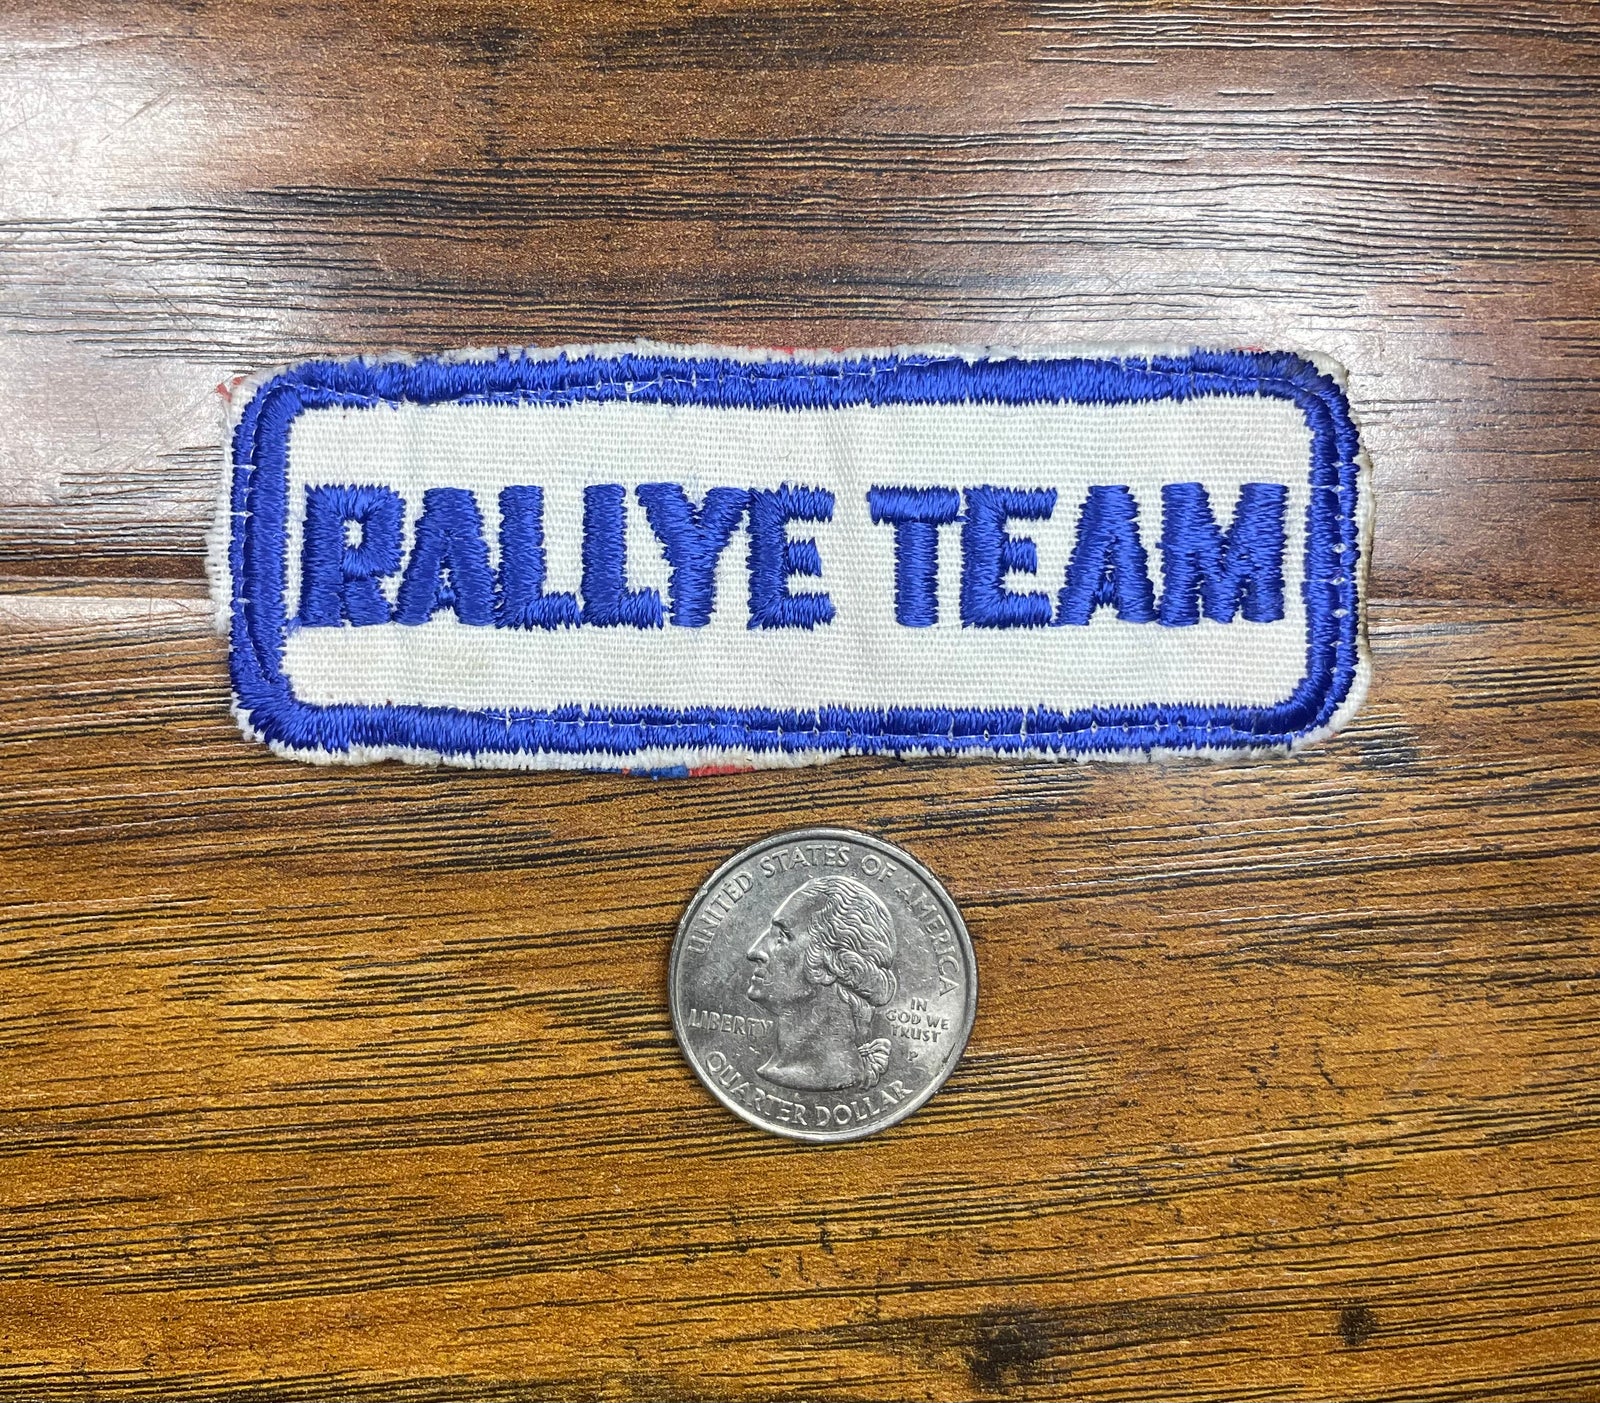 RALLYE TEAM
UNITED STATES OF AMERICA
LIBERTY
IN
GOD WE
TRUST
P
QUARTER DOLLAR